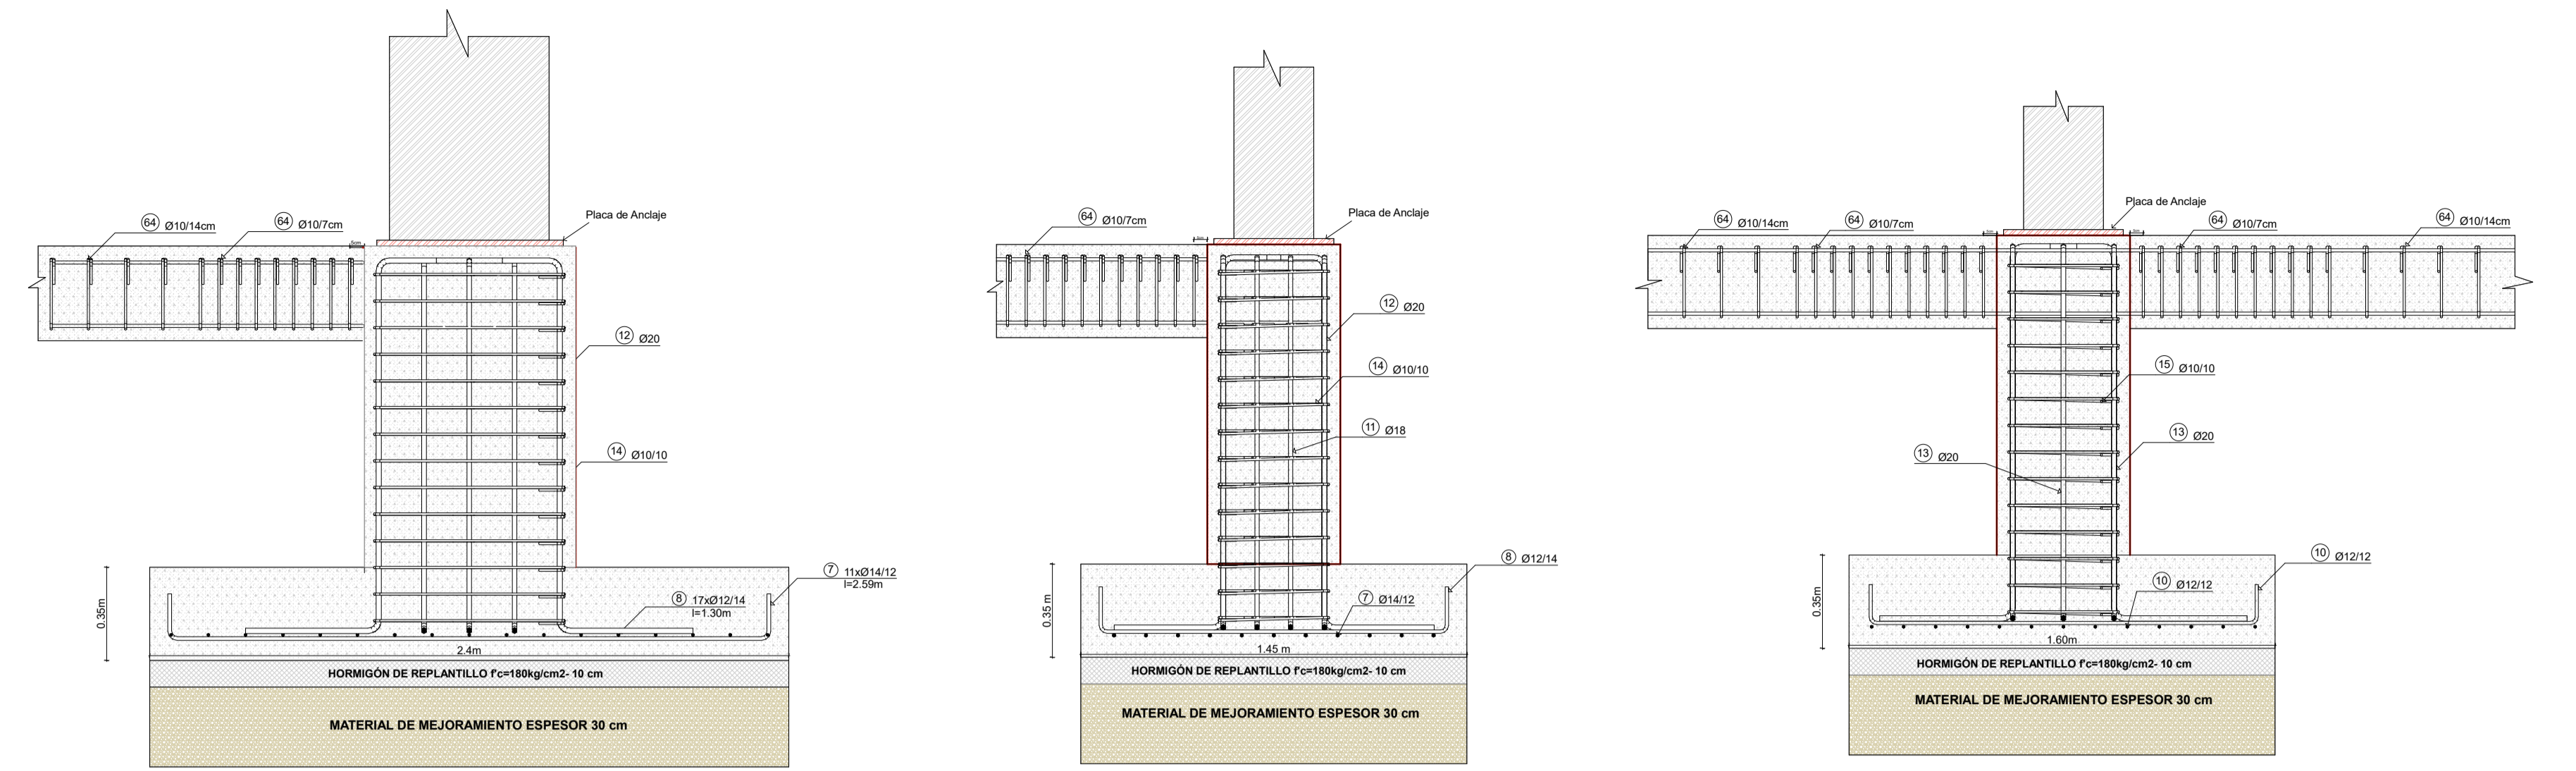 Placa de Anclaje
64 Ø10/14cm
64 Ø10/7cm
5cm
12 Ø20
14 Ø10/10
7 11xØ14/12
l=2.59m
8 17xØ12/14
l=1.30m
0.35m
2.4m
HORMIGÓN DE REPLANTILLO f'c=180kg/cm2- 10 cm
MATERIAL DE MEJORAMIENTO ESPESOR 30 cm
Placa de Anclaje
64 Ø10/7cm
12 Ø20
14 Ø10/10
11 Ø18
8 Ø12/14
7 Ø14/12
0.35 m
1.45 m
HORMIGÓN DE REPLANTILLO f'c=180kg/cm2- 10 cm
MATERIAL DE MEJORAMIENTO ESPESOR 30 cm
Placa de Anclaje
64 Ø10/14cm
64 Ø10/7cm
64 Ø10/7cm
64 Ø10/14cm
15 Ø10/10
13 Ø20
13 Ø20
10 Ø12/12
10 Ø12/12
0.35m
1.60m
HORMIGÓN DE REPLANTILLO f'c=180kg/cm2- 10 cm
MATERIAL DE MEJORAMIENTO ESPESOR 30 cm